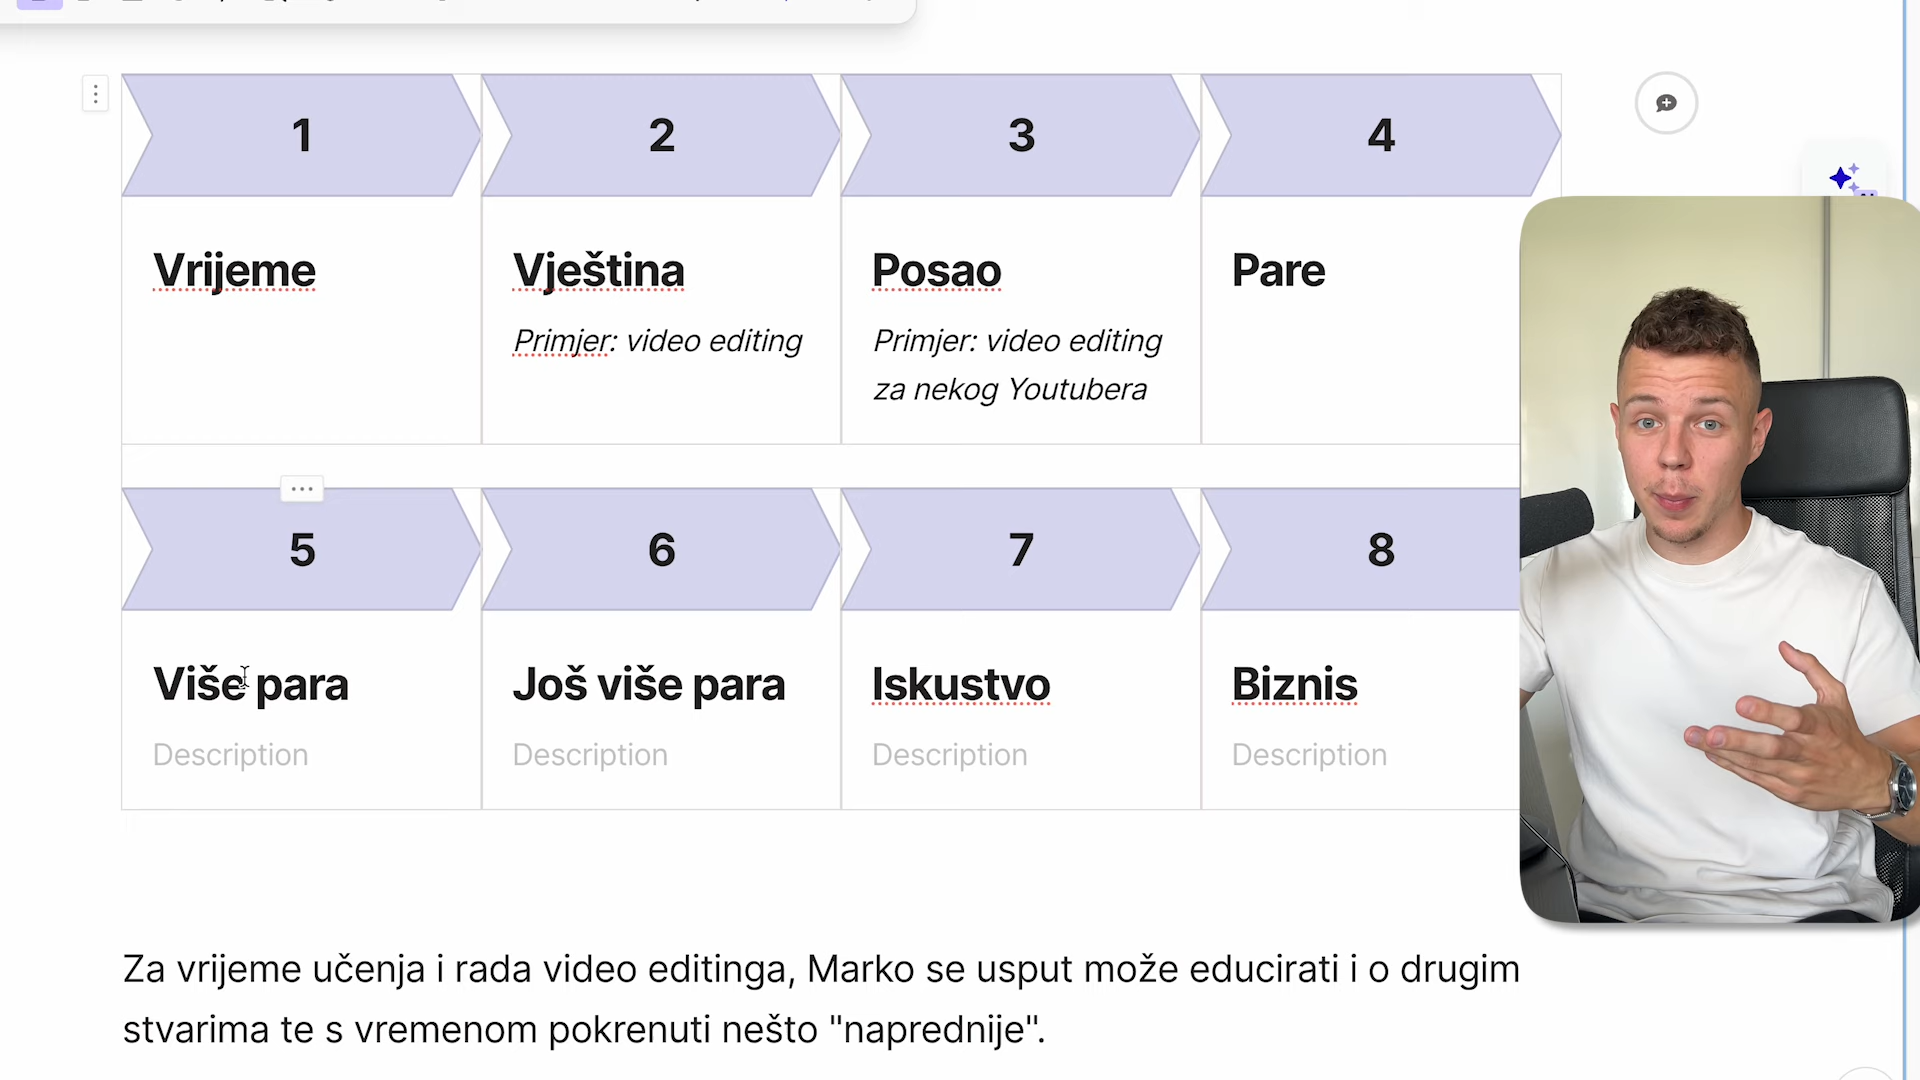 1 2 3 4
Vrijeme Vještina Posao Pare
Primjer: video editing Primjer: video editing
za nekog Youtubera
5 6 7 8
Više para Još više para Iskustvo Biznis
Description Description Description Description
Za vrijeme učenja i rada video editinga, Marko se usput može educirati i o drugim
stvarima te s vremenom pokrenuti nešto "naprednije".